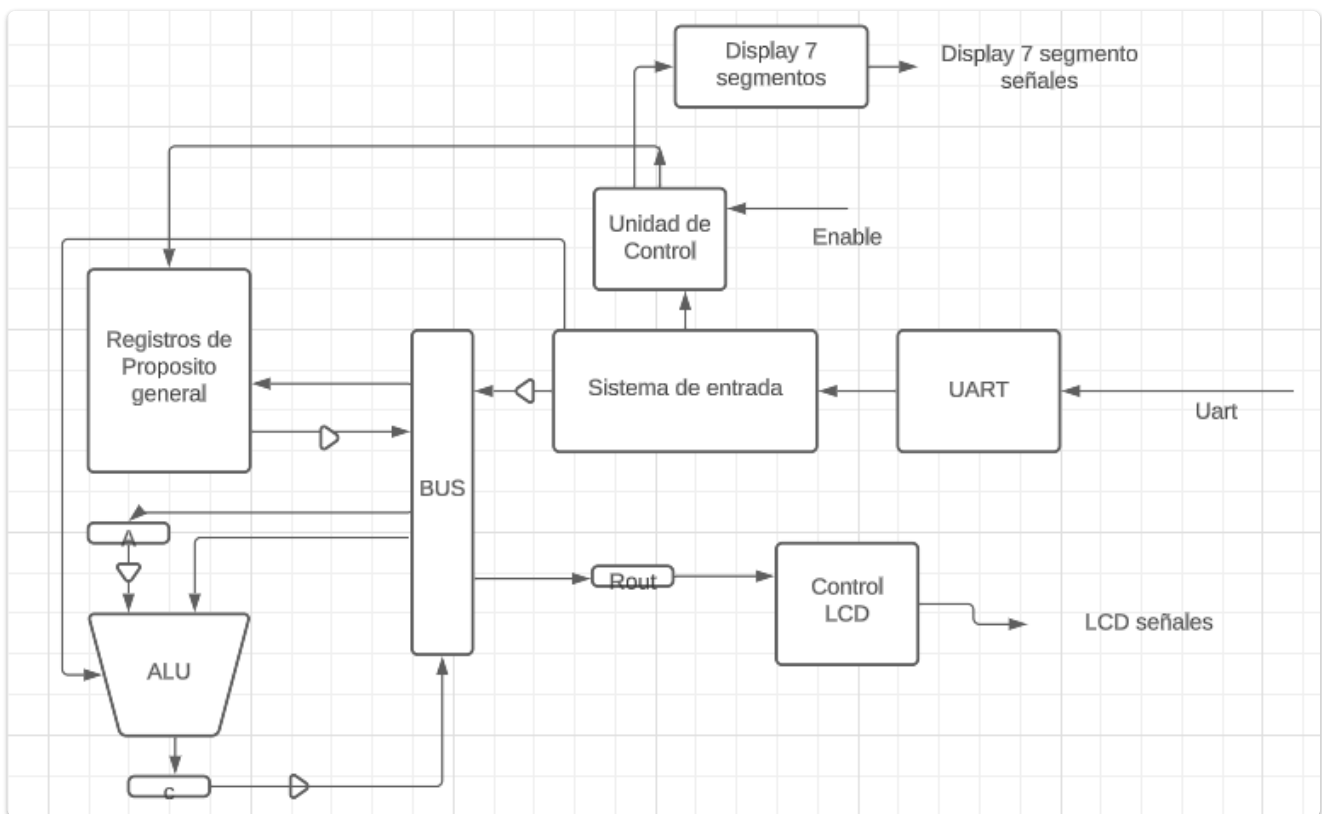 Display 7
segmentos
Display 7 segmento
señales
Unidad de
Control
Enable
Registros de
Proposito
general
BUS
Sistema de entrada
UART
Uart
A
Rout
Control
LCD
LCD señales
ALU
c